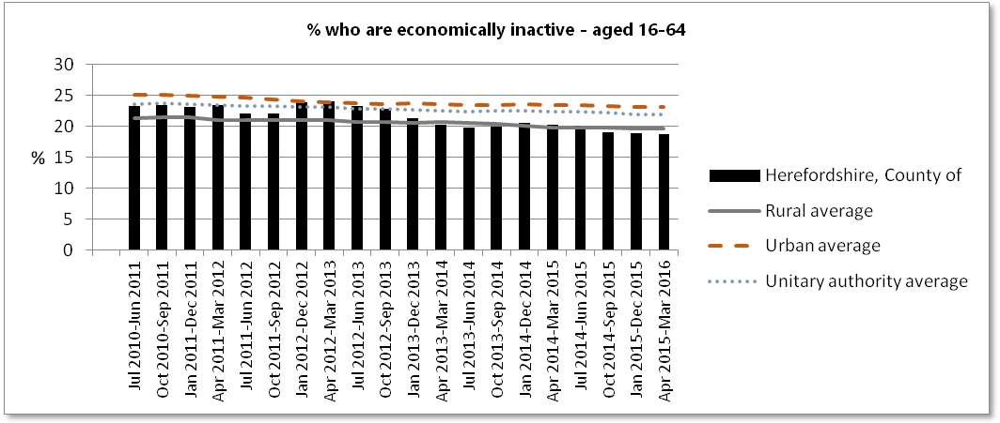 % who are economically inactive - aged 16-64
30
25
20
15
10
5
0
%
Jul 2010-Jun 2011
Oct 2010-Sep 2011
Jan 2011-Dec 2011
Apr 2011-Mar 2012
Jul 2011-Jun 2012
Oct 2011-Sep 2012
Jan 2012-Dec 2012
Apr 2012-Mar 2013
Jul 2012-Jun 2013
Oct 2012-Sep 2013
Jan 2013-Dec 2013
Apr 2013-Mar 2014
Jul 2013-Jun 2014
Oct 2013-Sep 2014
Jan 2014-Dec 2014
Apr 2014-Mar 2015
Jul 2014-Jun 2015
Oct 2014-Sep 2015
Jan 2015-Dec 2015
Apr 2015-Mar 2016
Herefordshire, County of
Rural average
Urban average
Unitary authority average